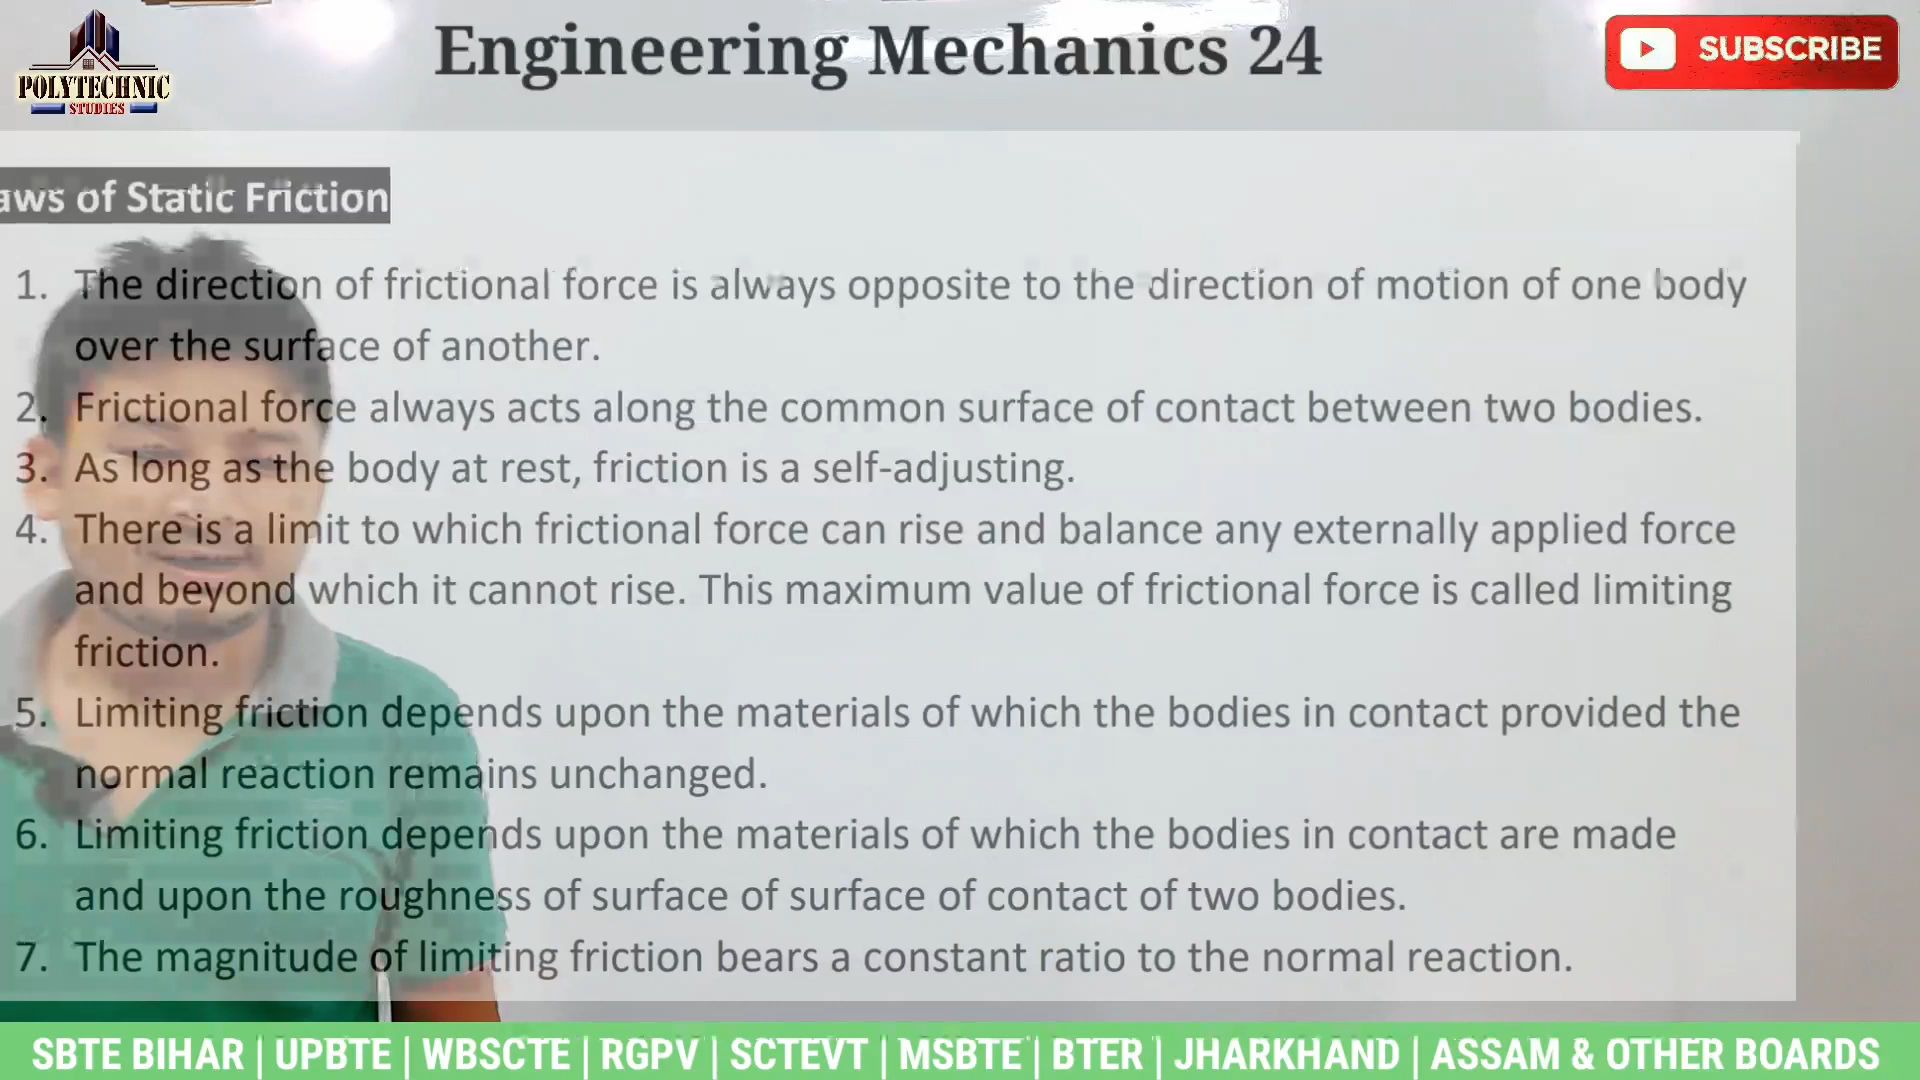 Engineering Mechanics 24
POLYTECHNIC
STUDIES
SUBSCRIBE
aws of Static Friction
1. The direction of frictional force is always opposite to the direction of motion of one body
over the surface of another.
2. Frictional force always acts along the common surface of contact between two bodies.
3. As long as the body at rest, friction is a self-adjusting.
4. There is a limit to which frictional force can rise and balance any externally applied force
and beyond which it cannot rise. This maximum value of frictional force is called limiting
friction.
5. Limiting friction depends upon the materials of which the bodies in contact provided the
normal reaction remains unchanged.
6. Limiting friction depends upon the materials of which the bodies in contact are made
and upon the roughness of surface of surface of contact of two bodies.
7. The magnitude of limiting friction bears a constant ratio to the normal reaction.
SBTE BIHAR | UPBTE | WBSCTE | RGPV | SCTEVT | MSBTE | BTER | JHARKHAND | ASSAM & OTHER BOARDS